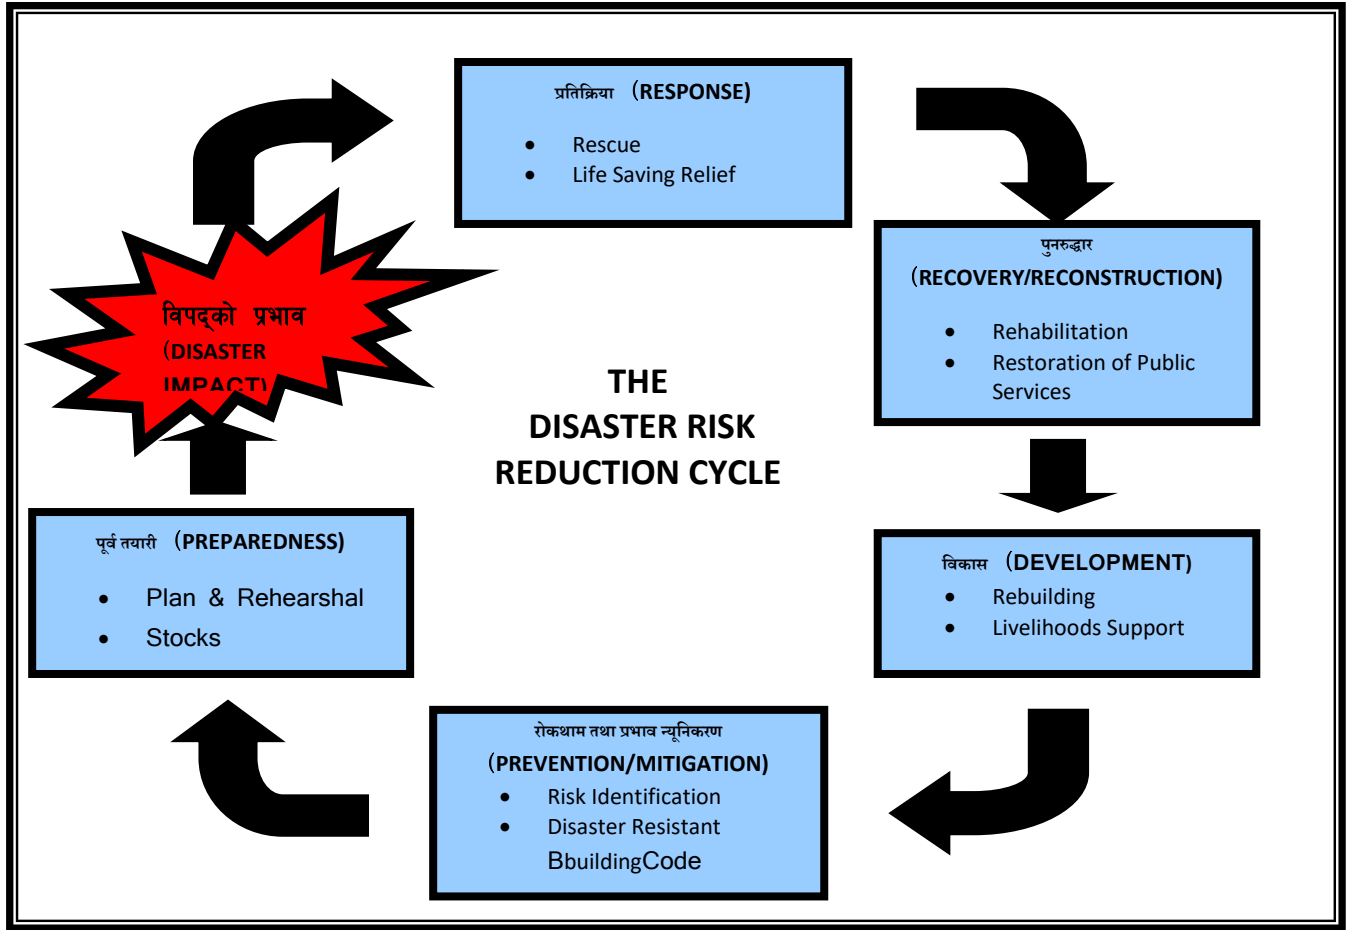 प्रतिक्रिया (RESPONSE)
• Rescue
• Life Saving Relief
पुनरुद्धार
(RECOVERY/RECONSTRUCTION)
• Rehabilitation
• Restoration of Public
Services
विपद्को प्रभाव
(DISASTER
IMPACT)
THE
DISASTER RISK
REDUCTION CYCLE
पूर्व तयारी (PREPAREDNESS)
• Plan & Rehearshal
• Stocks
विकास (DEVELOPMENT)
• Rebuilding
• Livelihoods Support
रोकथाम तथा प्रभाव न्यूनिकरण
(PREVENTION/MITIGATION)
• Risk Identification
• Disaster Resistant
BbuildingCode